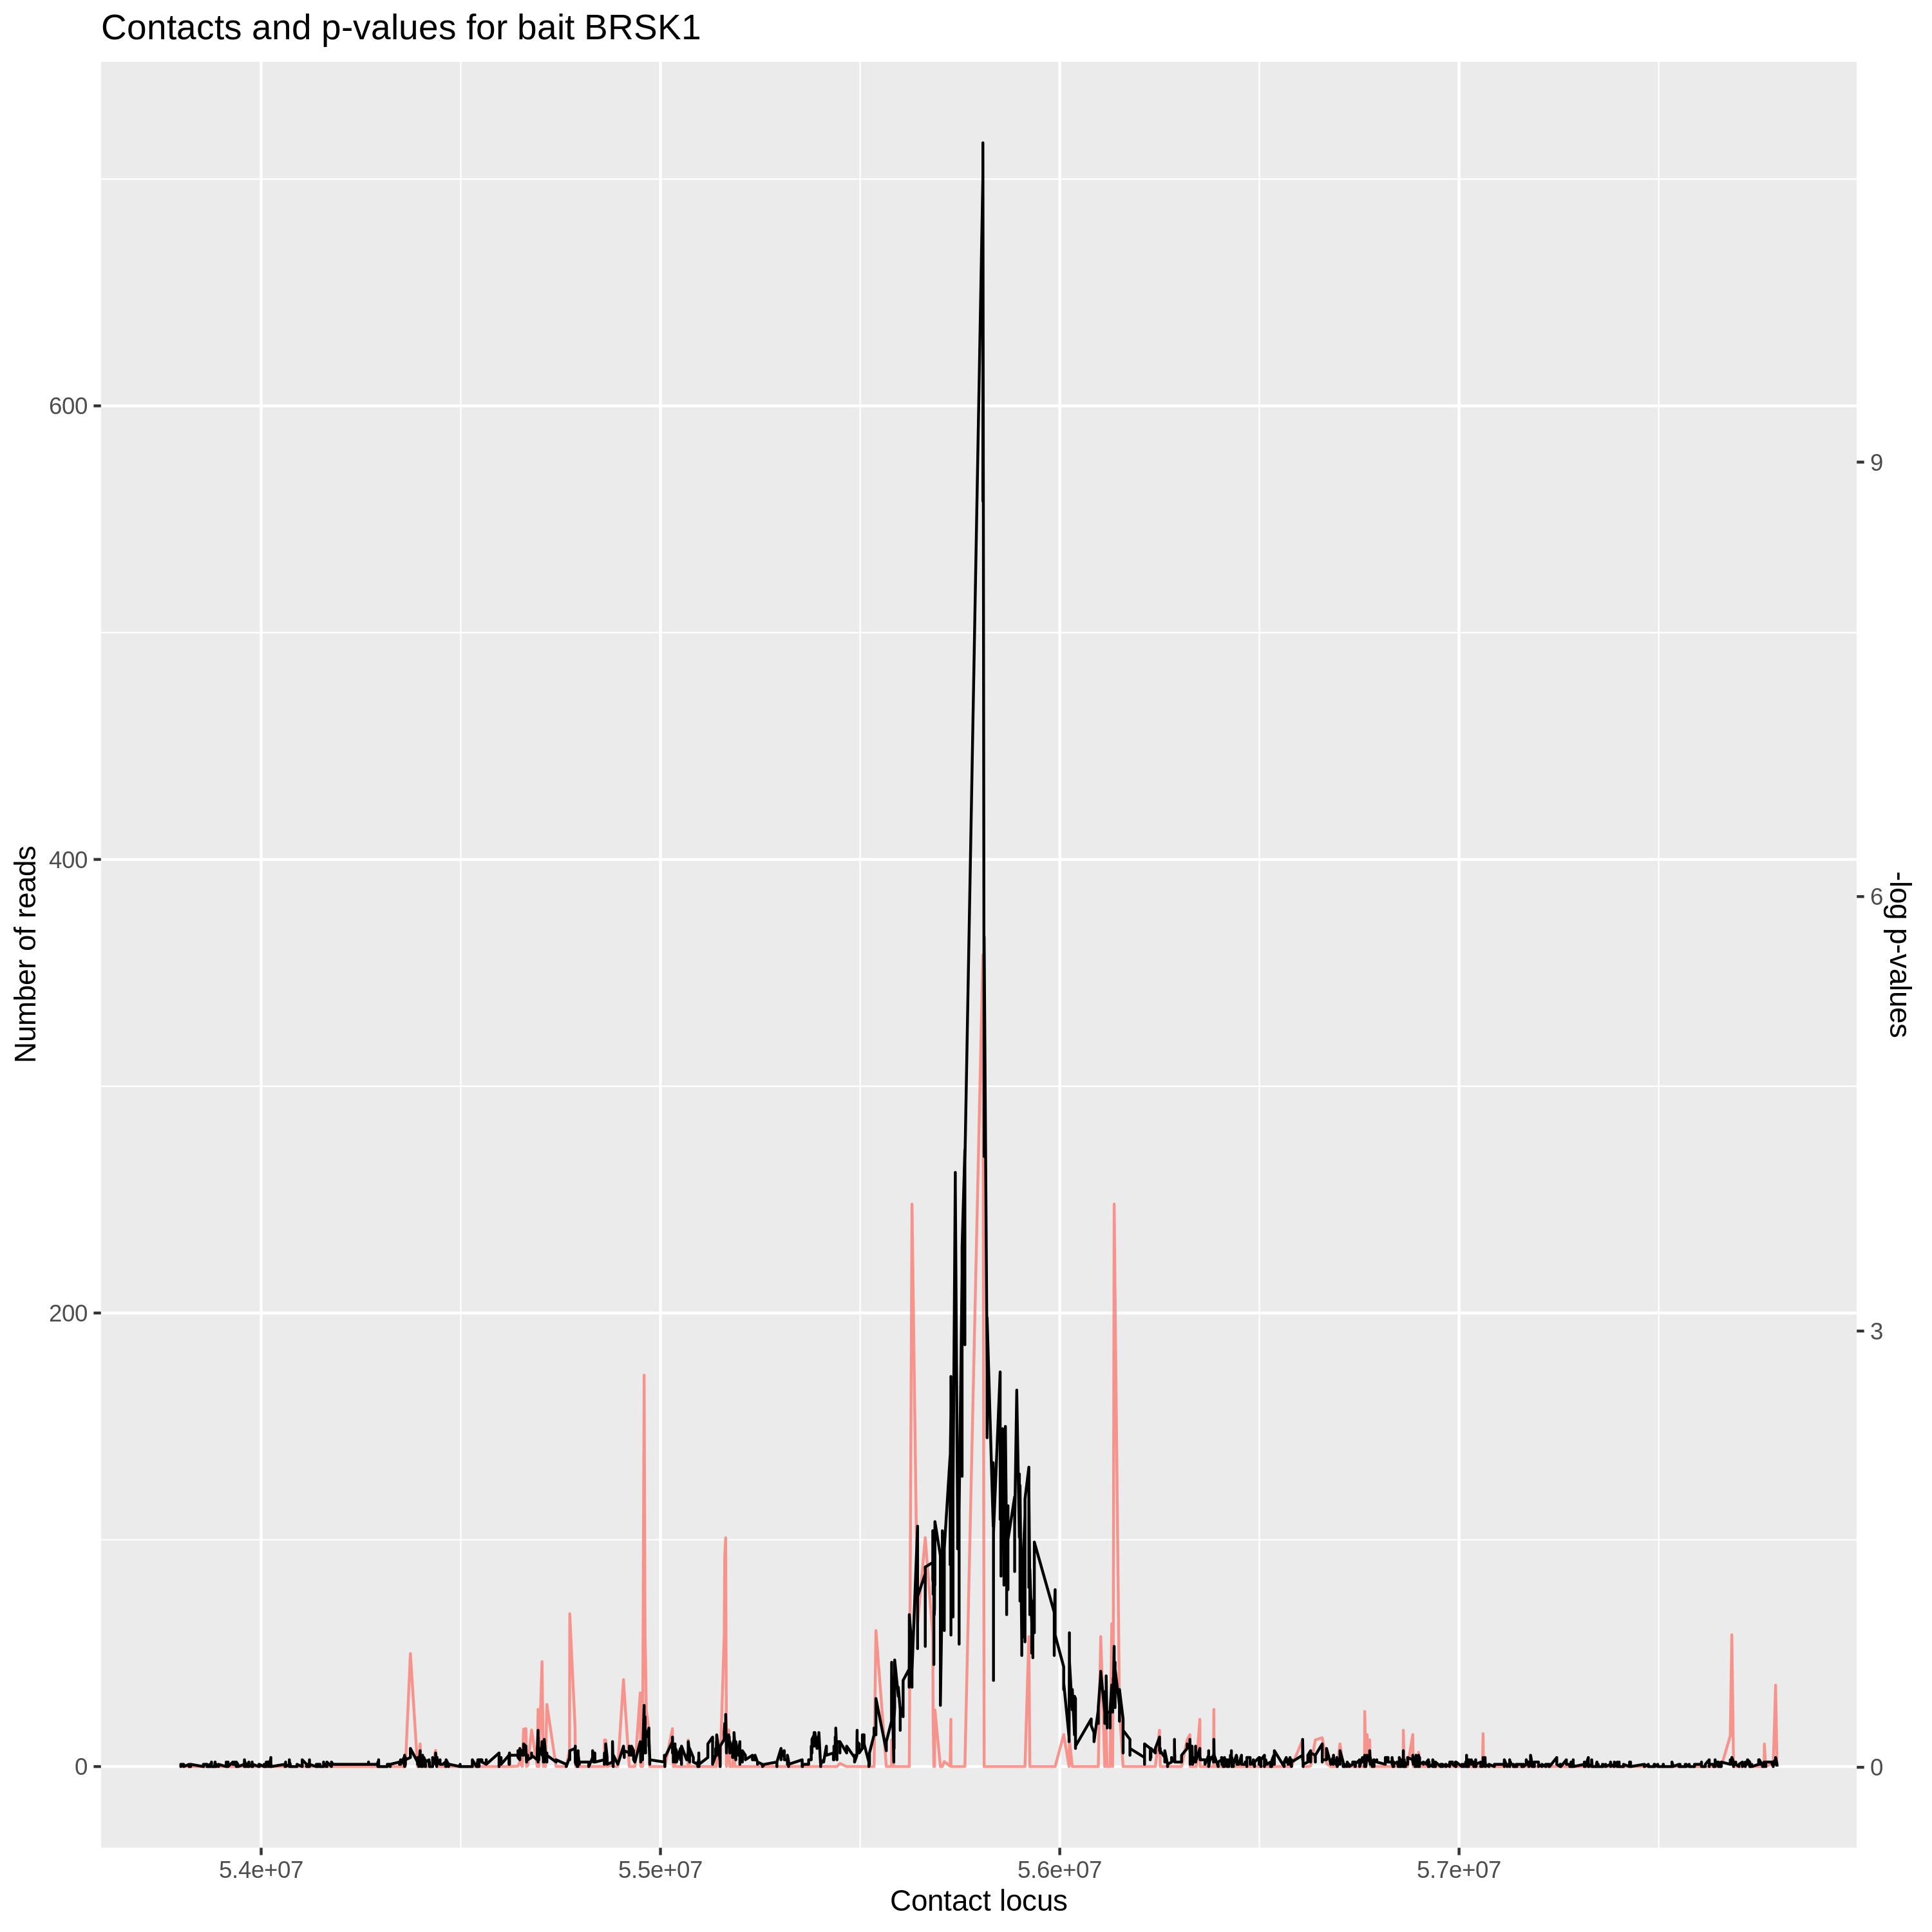 Contacts and p-values for bait BRSK1
Number of reads
600
400
200
0
9
6
3
0
-log p-values
5.4e+07
5.5e+07
5.6e+07
5.7e+07
Contact locus